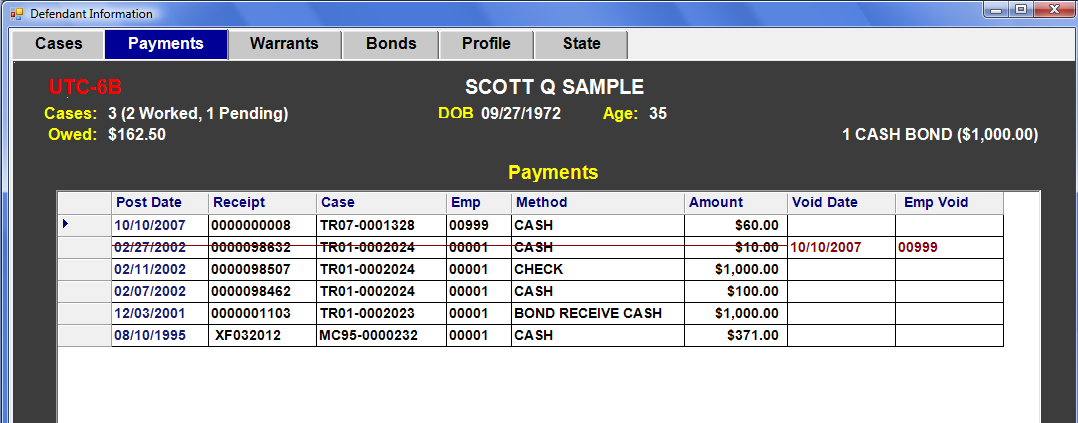 Defendant Information
Cases Payments Warrants Bonds Profile State
UTC-6B SCOTT Q SAMPLE
Cases: 3 (2 Worked, 1 Pending) DOB 09/27/1972 Age: 35
Owed: $162.50 1 CASH BOND ($1,000.00)
Payments
Post Date Receipt Case Emp Method Amount Void Date Emp Void
10/10/2007 0000000008 TR07-0001328 00999 CASH $60.00
02/27/2002 0000098632 TR01-0002024 00001 CASH $10.00 10/10/2007 00999
02/11/2002 0000098507 TR01-0002024 00001 CHECK $1,000.00
02/07/2002 0000098462 TR01-0002024 00001 CASH $100.00
12/03/2001 0000001103 TR01-0002023 00001 BOND RECEIVE CASH $1,000.00
08/10/1995 XF032012 MC95-0000232 00001 CASH $371.00